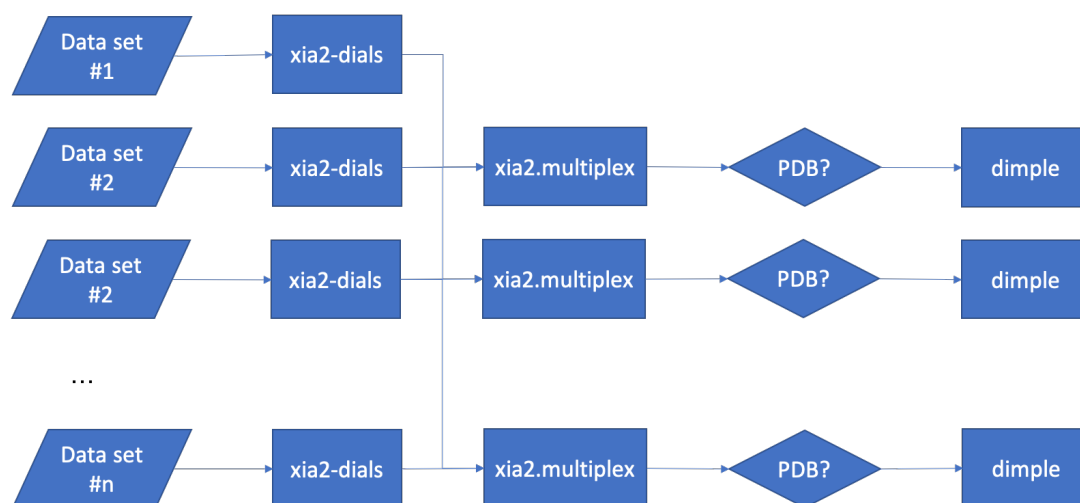 Data set
#1
xia2-dials
Data set
#2
xia2-dials
xia2.multiplex
PDB?
dimple
Data set
#2
xia2-dials
xia2.multiplex
PDB?
dimple
...
Data set
#n
xia2-dials
xia2.multiplex
PDB?
dimple